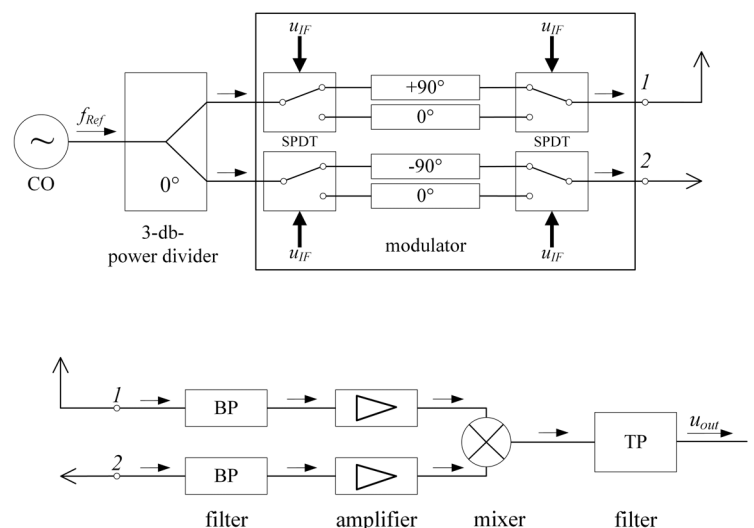 u_IF u_IF
+90°
1
f_Ref
0°
~
SPDT SPDT
2
-90°
CO
0°
0°
3-db-
power divider
u_IF
modulator
u_IF
1
BP
u_out
TP
2
BP
filter amplifier mixer filter